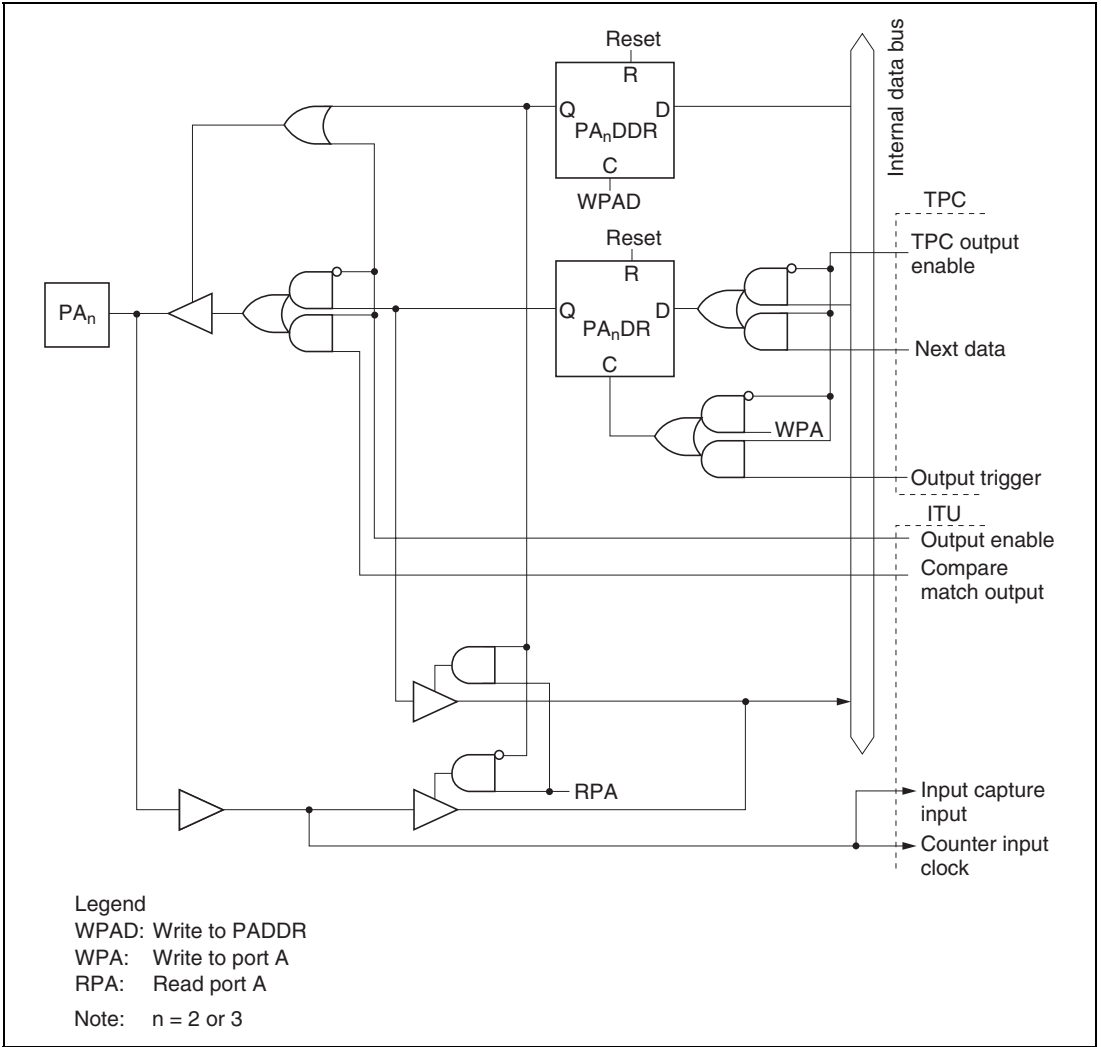 Reset
R
Q
D
PAnDDR
C
WPAD
Internal data bus
TPC
TPC output
enable
Reset
R
Q
D
PAnDR
C
PAn
Next data
WPA
Output trigger
ITU
Output enable
Compare
match output
RPA
Input capture
input
Counter input
clock
Legend
WPAD: Write to PADDR
WPA: Write to port A
RPA: Read port A
Note: n = 2 or 3